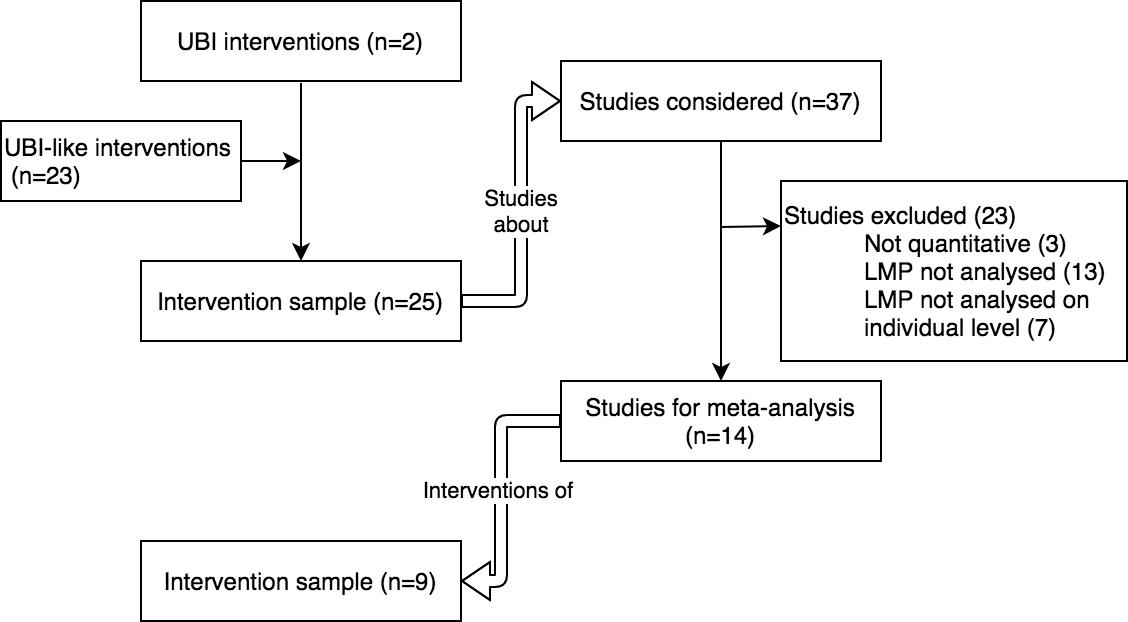 UBI interventions (n=2)
UBI-like interventions
(n=23)
Intervention sample (n=25)
Studies
about
Studies considered (n=37)
Studies excluded (23)
Not quantitative (3)
LMP not analysed (13)
LMP not analysed on
individual level (7)
Studies for meta-analysis
(n=14)
Interventions of
Intervention sample (n=9)